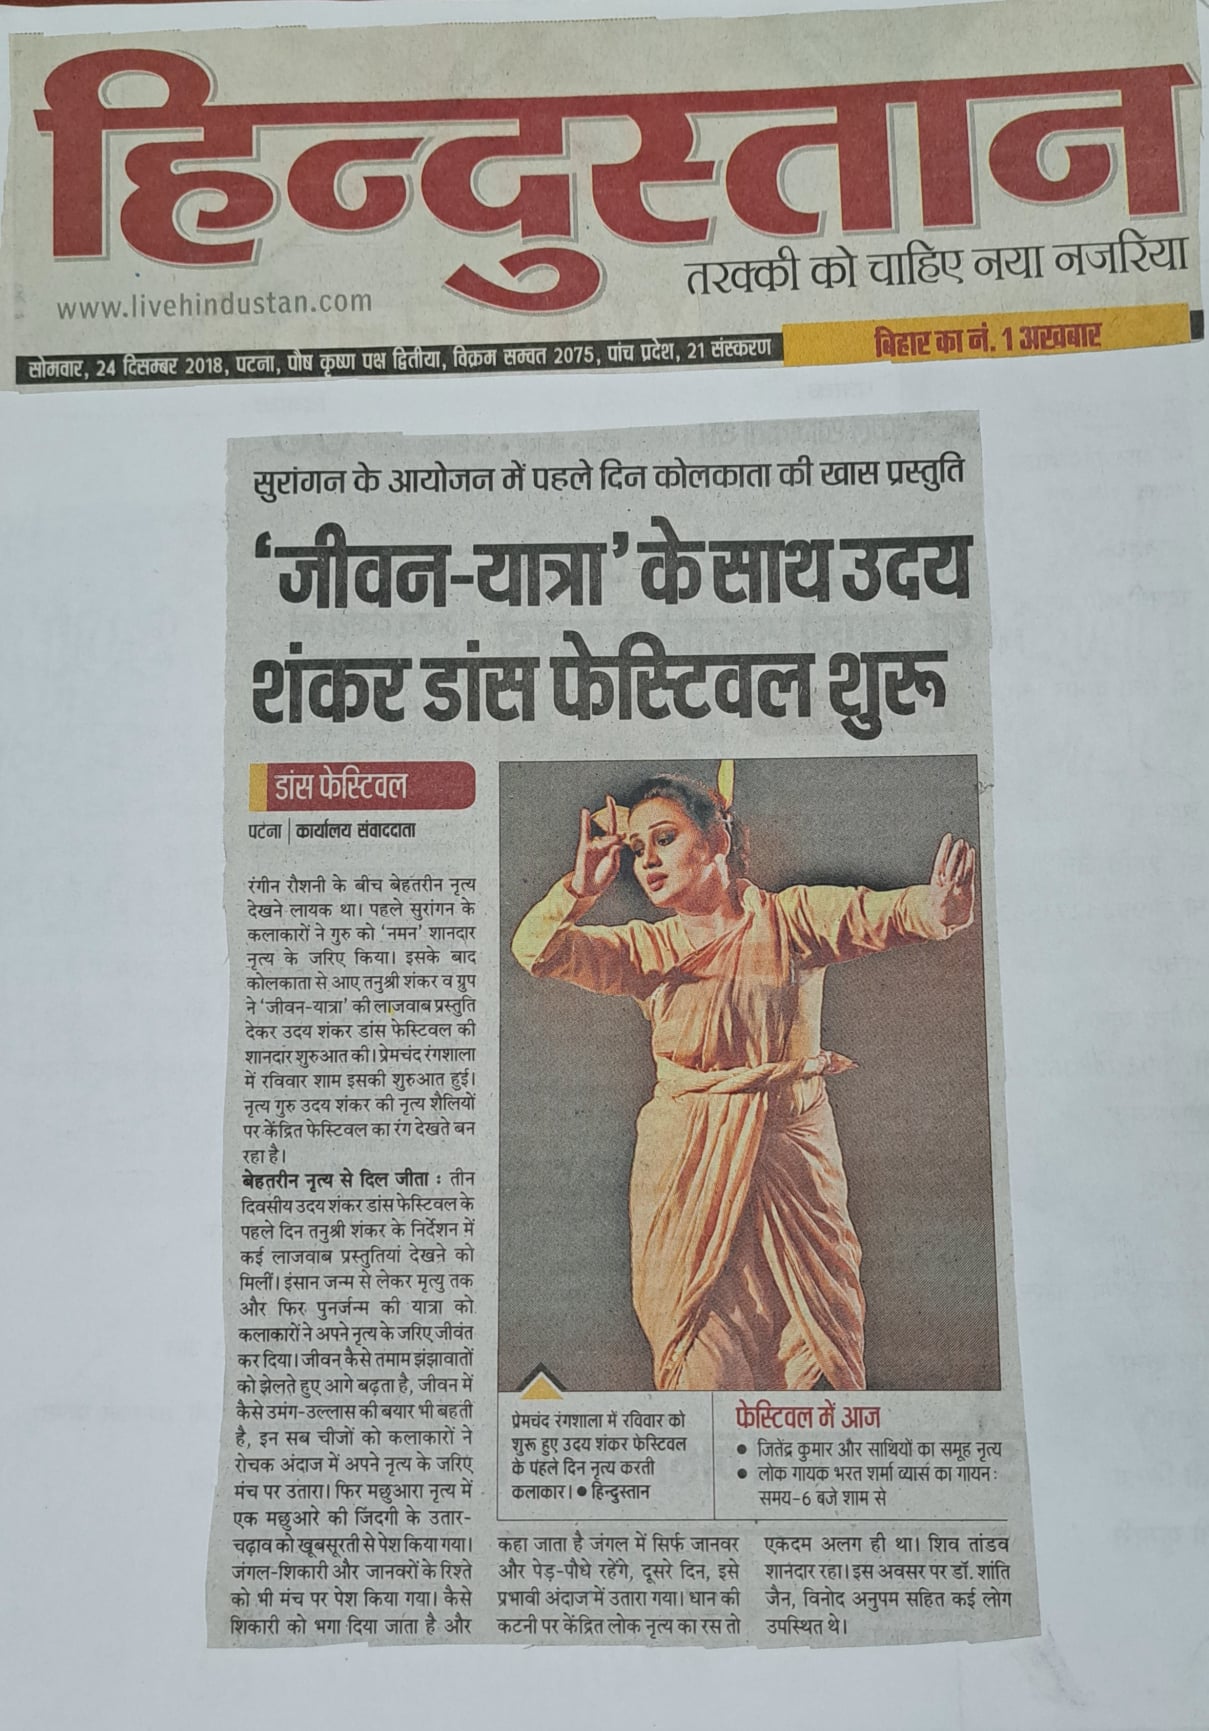 हिन्दुस्तान
तरक्की को चाहिए नया नजरिया
www.livehindustan.com
सोमवार, 24 दिसम्बर 2018, पटना, पौष कृष्ण पक्ष द्वितीया, विक्रम सम्वत 2075, पांच प्रदेश, 21 संस्करण
बिहार का नं. 1 अखबार
सुरांगन के आयोजन में पहले दिन कोलकाता की खास प्रस्तुति
‘जीवन-यात्रा’ के साथ उदय
शंकर डांस फेस्टिवल शुरू
डांस फेस्टिवल
पटना | कार्यालय संवाददाता
रंगीन रौशनी के बीच बेहतरीन नृत्य
देखने लायक था। पहले सुरांगन के
कलाकारों ने गुरु को ‘नमन’ शानदार
नृत्य के जरिए किया। इसके बाद
कोलकाता से आए तनुश्री शंकर व ग्रुप
ने ‘जीवन-यात्रा’ की लाजवाब प्रस्तुति
देकर उदय शंकर डांस फेस्टिवल की
शानदार शुरुआत की। प्रेमचंद रंगशाला
में रविवार शाम इसकी शुरुआत हुई।
नृत्य गुरु उदय शंकर की नृत्य शैलियों
पर केंद्रित फेस्टिवल का रंग देखते बन
रहा है।
बेहतरीन नृत्य से दिल जीता : तीन
दिवसीय उदय शंकर डांस फेस्टिवल के
पहले दिन तनुश्री शंकर के निर्देशन में
कई लाजवाब प्रस्तुतियां देखने को
मिलीं। इंसान जन्म से लेकर मृत्यु तक
और फिर पुनर्जन्म की यात्रा को
कलाकारों ने अपने नृत्य के जरिए जीवंत
कर दिया। जीवन कैसे तमाम झंझावातों
को झेलते हुए आगे बढ़ता है, जीवन में
कैसे उमंग-उल्लास की बयार भी बहती
है, इन सब चीजों को कलाकारों ने
रोचक अंदाज में अपने नृत्य के जरिए
मंच पर उतारा। फिर मछुआरा नृत्य में
एक मछुआरे की जिंदगी के उतार-
चढ़ाव को खूबसूरती से पेश किया गया।
जंगल-शिकारी और जानवरों के रिश्ते
को भी मंच पर पेश किया गया। कैसे
शिकारी को भगा दिया जाता है और
प्रेमचंद रंगशाला में रविवार को
शुरू हुए उदय शंकर फेस्टिवल
के पहले दिन नृत्य करती
कलाकार। ● हिन्दुस्तान
फेस्टिवल में आज
● जितेंद्र कुमार और साथियों का समूह नृत्य
● लोक गायक भरत शर्मा व्यास का गायन:
समय-6 बजे शाम से
कहा जाता है जंगल में सिर्फ जानवर
और पेड़-पौधे रहेंगे, दूसरे दिन, इसे
प्रभावी अंदाज में उतारा गया। धान की
कटनी पर केंद्रित लोक नृत्य का रस तो
एकदम अलग ही था। शिव तांडव
शानदार रहा। इस अवसर पर डॉ. शांति
जैन, विनोद अनुपम सहित कई लोग
उपस्थित थे।